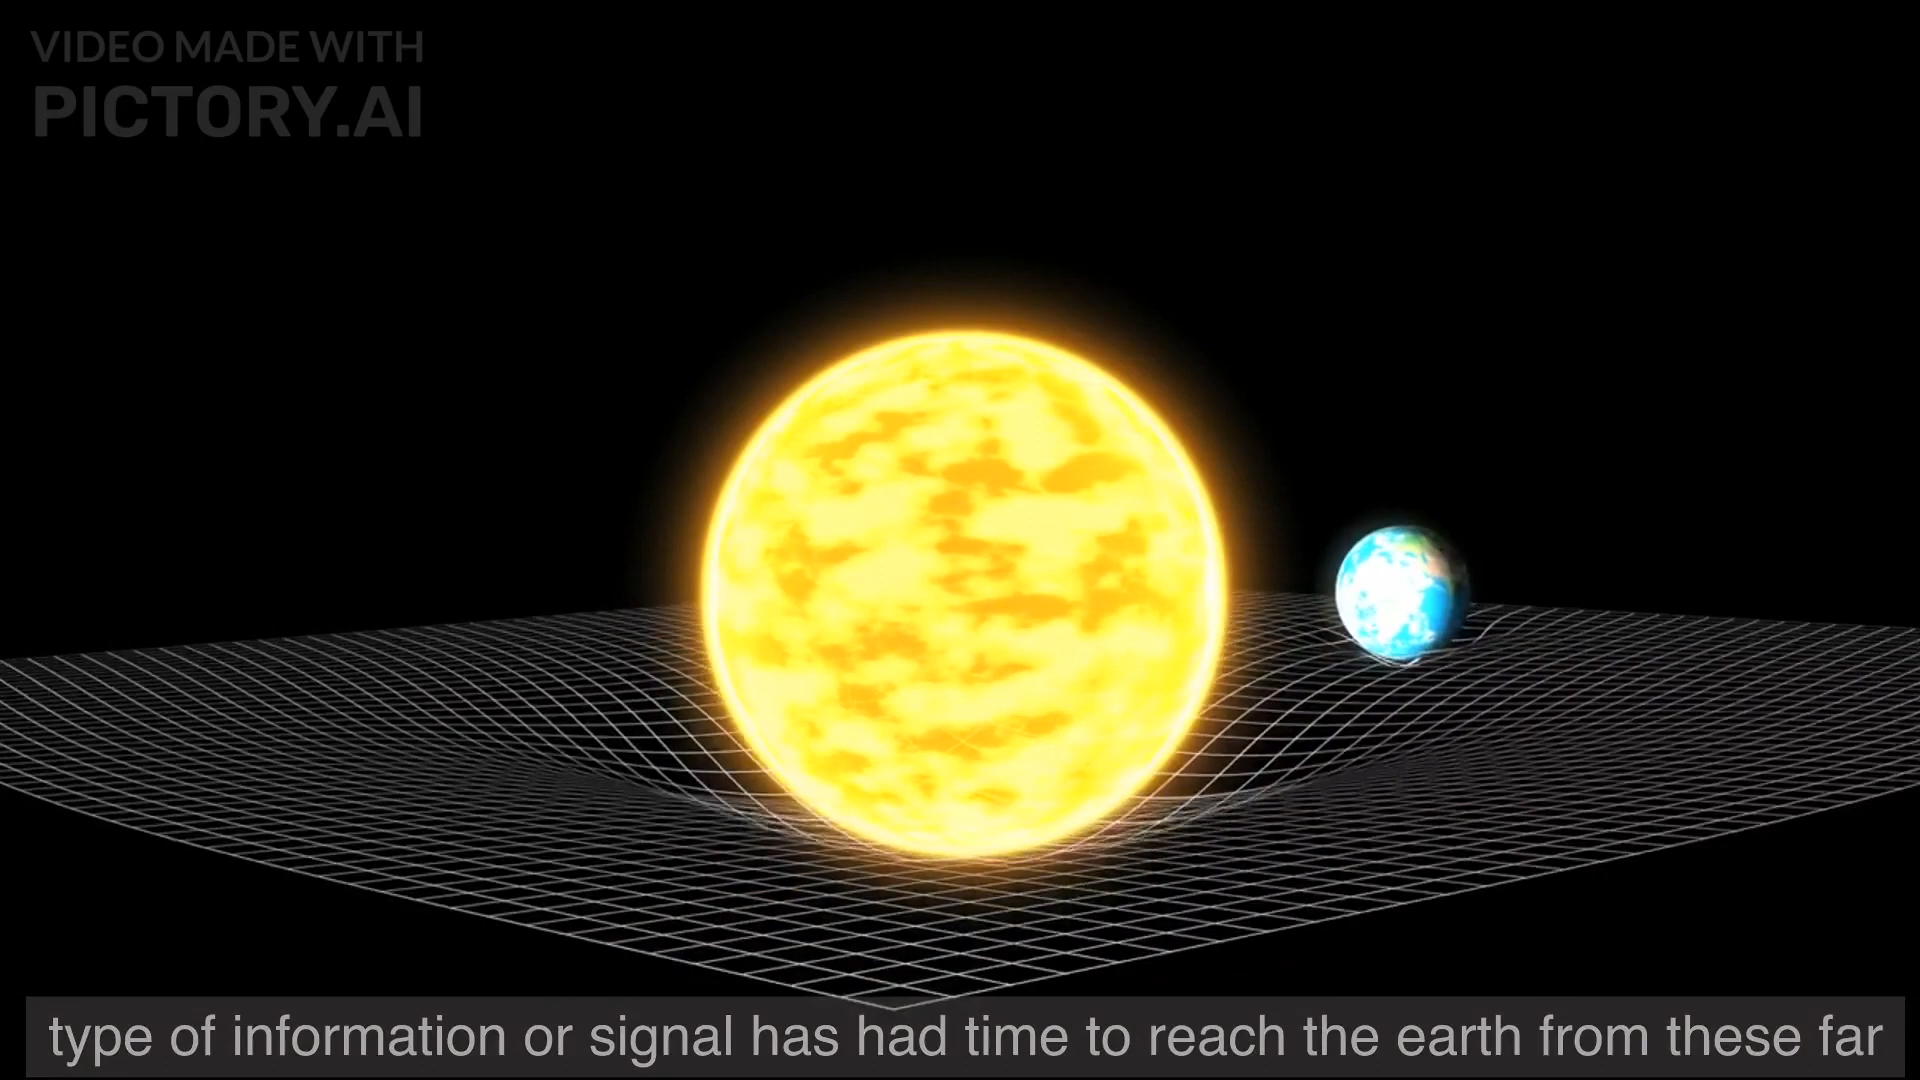 VIDEO MADE WITH
PICTORY.AI
type of information or signal has had time to reach the earth from these far